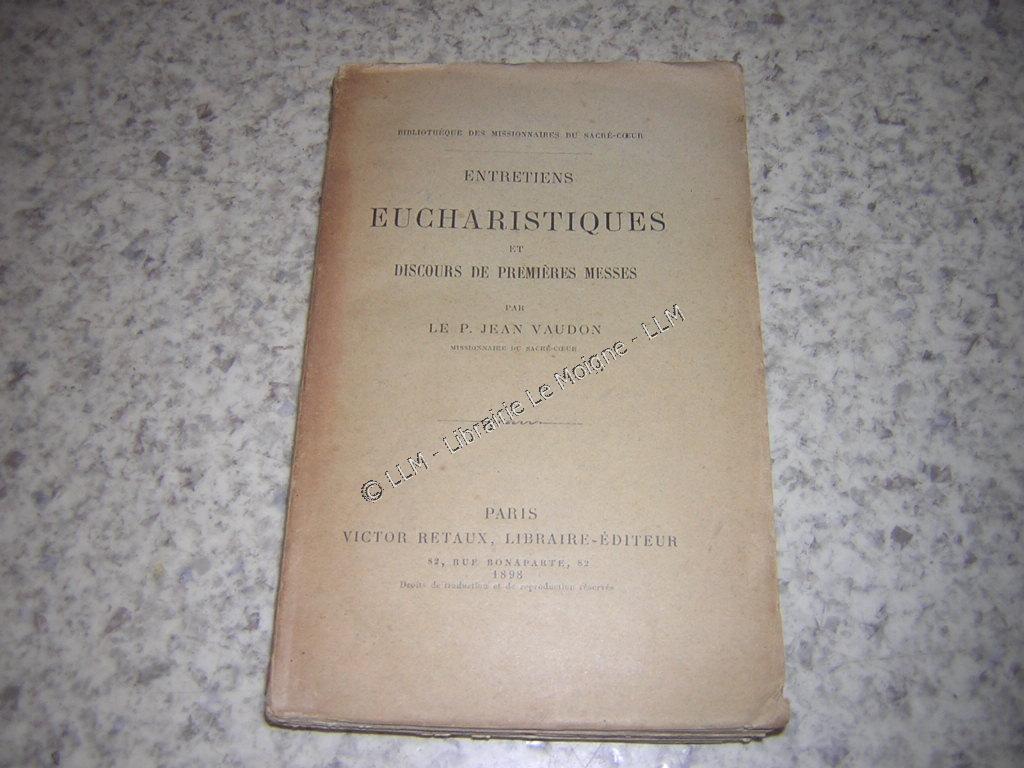 BIBLIOTHÈQUE DES MISSIONNAIRES DU SACRÉ-CŒUR
ENTRETIENS
EUCHARISTIQUES
ET
DISCOURS DE PREMIÈRES MESSES
PAR
LE P. JEAN VAUDON
MISSIONNAIRE DU SACRÉ-CŒUR
© LLM - Librairie Le Moigne - LLM
PARIS
VICTOR RETAUX, LIBRAIRE-ÉDITEUR
82, RUE BONAPARTE, 82
1898
Droits de traduction et de reproduction réservés